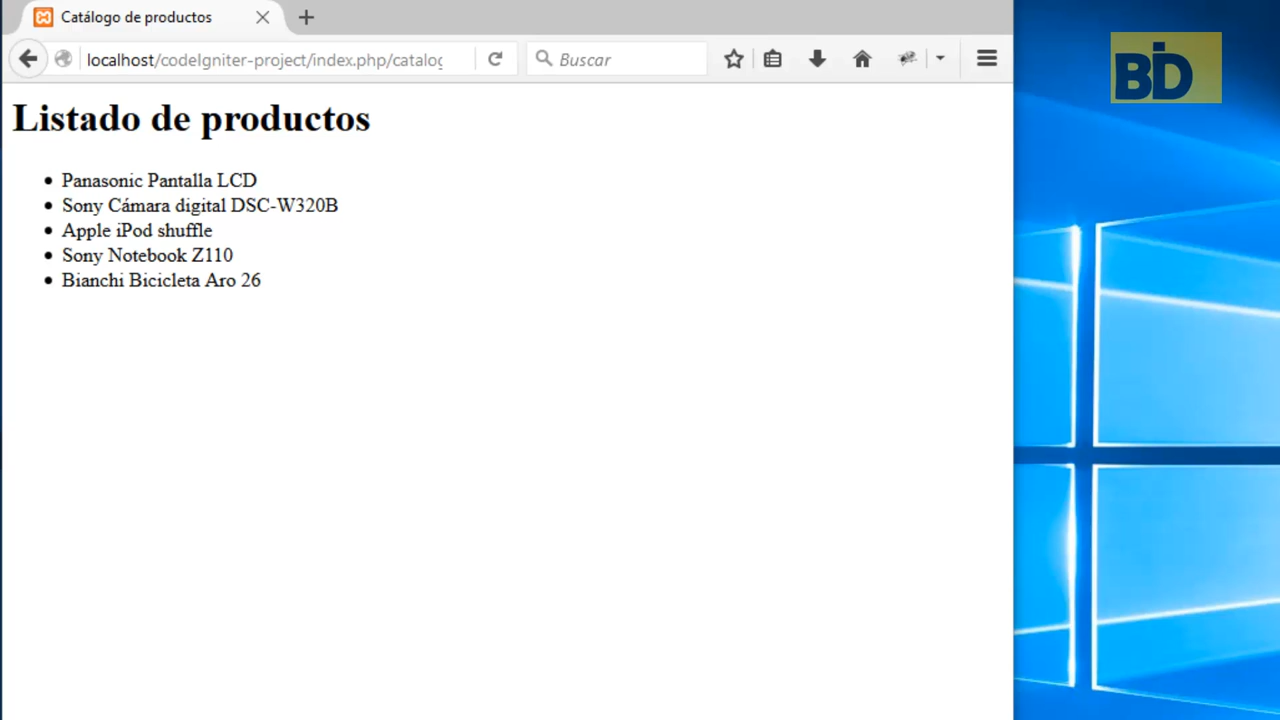 Catálogo de productos
localhost/codeIgniter-project/index.php/catalog
Buscar
BID
Listado de productos
Panasonic Pantalla LCD
Sony Cámara digital DSC-W320B
Apple iPod shuffle
Sony Notebook Z110
Bianchi Bicicleta Aro 26